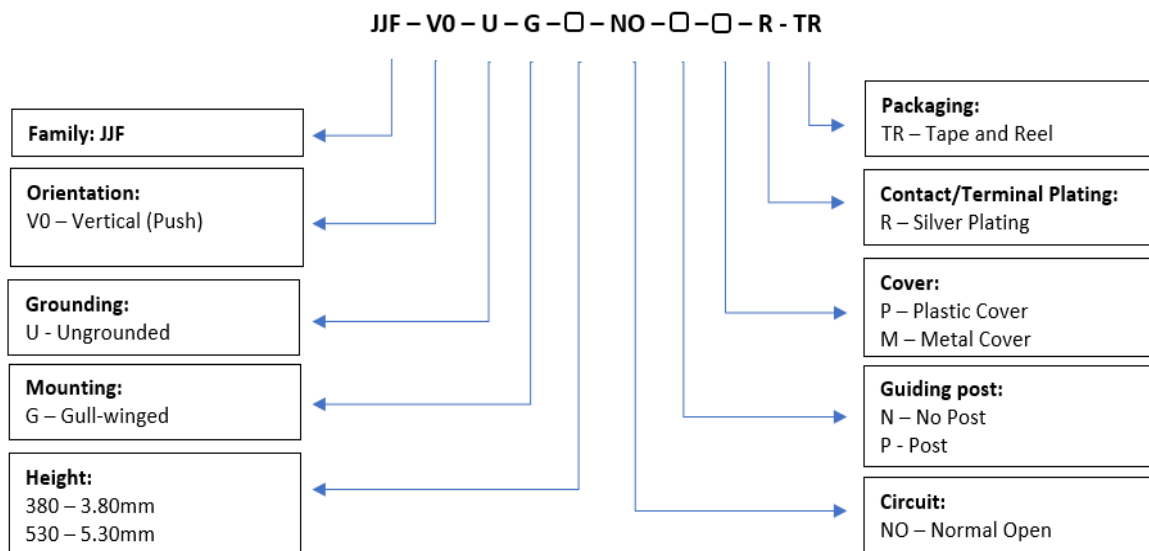 JJF – V0 – U – G – ▢ – NO – ▢ – ▢ – R - TR
Family: JJF
Orientation:
V0 – Vertical (Push)
Grounding:
U - Ungrounded
Mounting:
G – Gull-winged
Height:
380 – 3.80mm
530 – 5.30mm
Packaging:
TR – Tape and Reel
Contact/Terminal Plating:
R – Silver Plating
Cover:
P – Plastic Cover
M – Metal Cover
Guiding post:
N – No Post
P - Post
Circuit:
NO – Normal Open